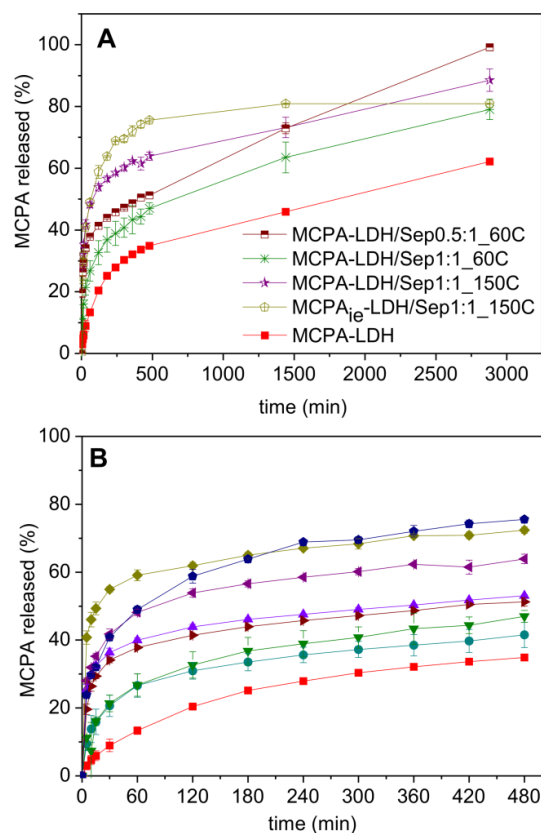 A
MCPA released (%)
100
80
60
40
20
0
MCPA-LDH/Sep0.5:1_60C
MCPA-LDH/Sep1:1_60C
MCPA-LDH/Sep1:1_150C
MCPAie-LDH/Sep1:1_150C
MCPA-LDH
0 500 1000 1500 2000 2500 3000
time (min)
B
MCPA released (%)
100
80
60
40
20
0
0 60 120 180 240 300 360 420 480
time (min)